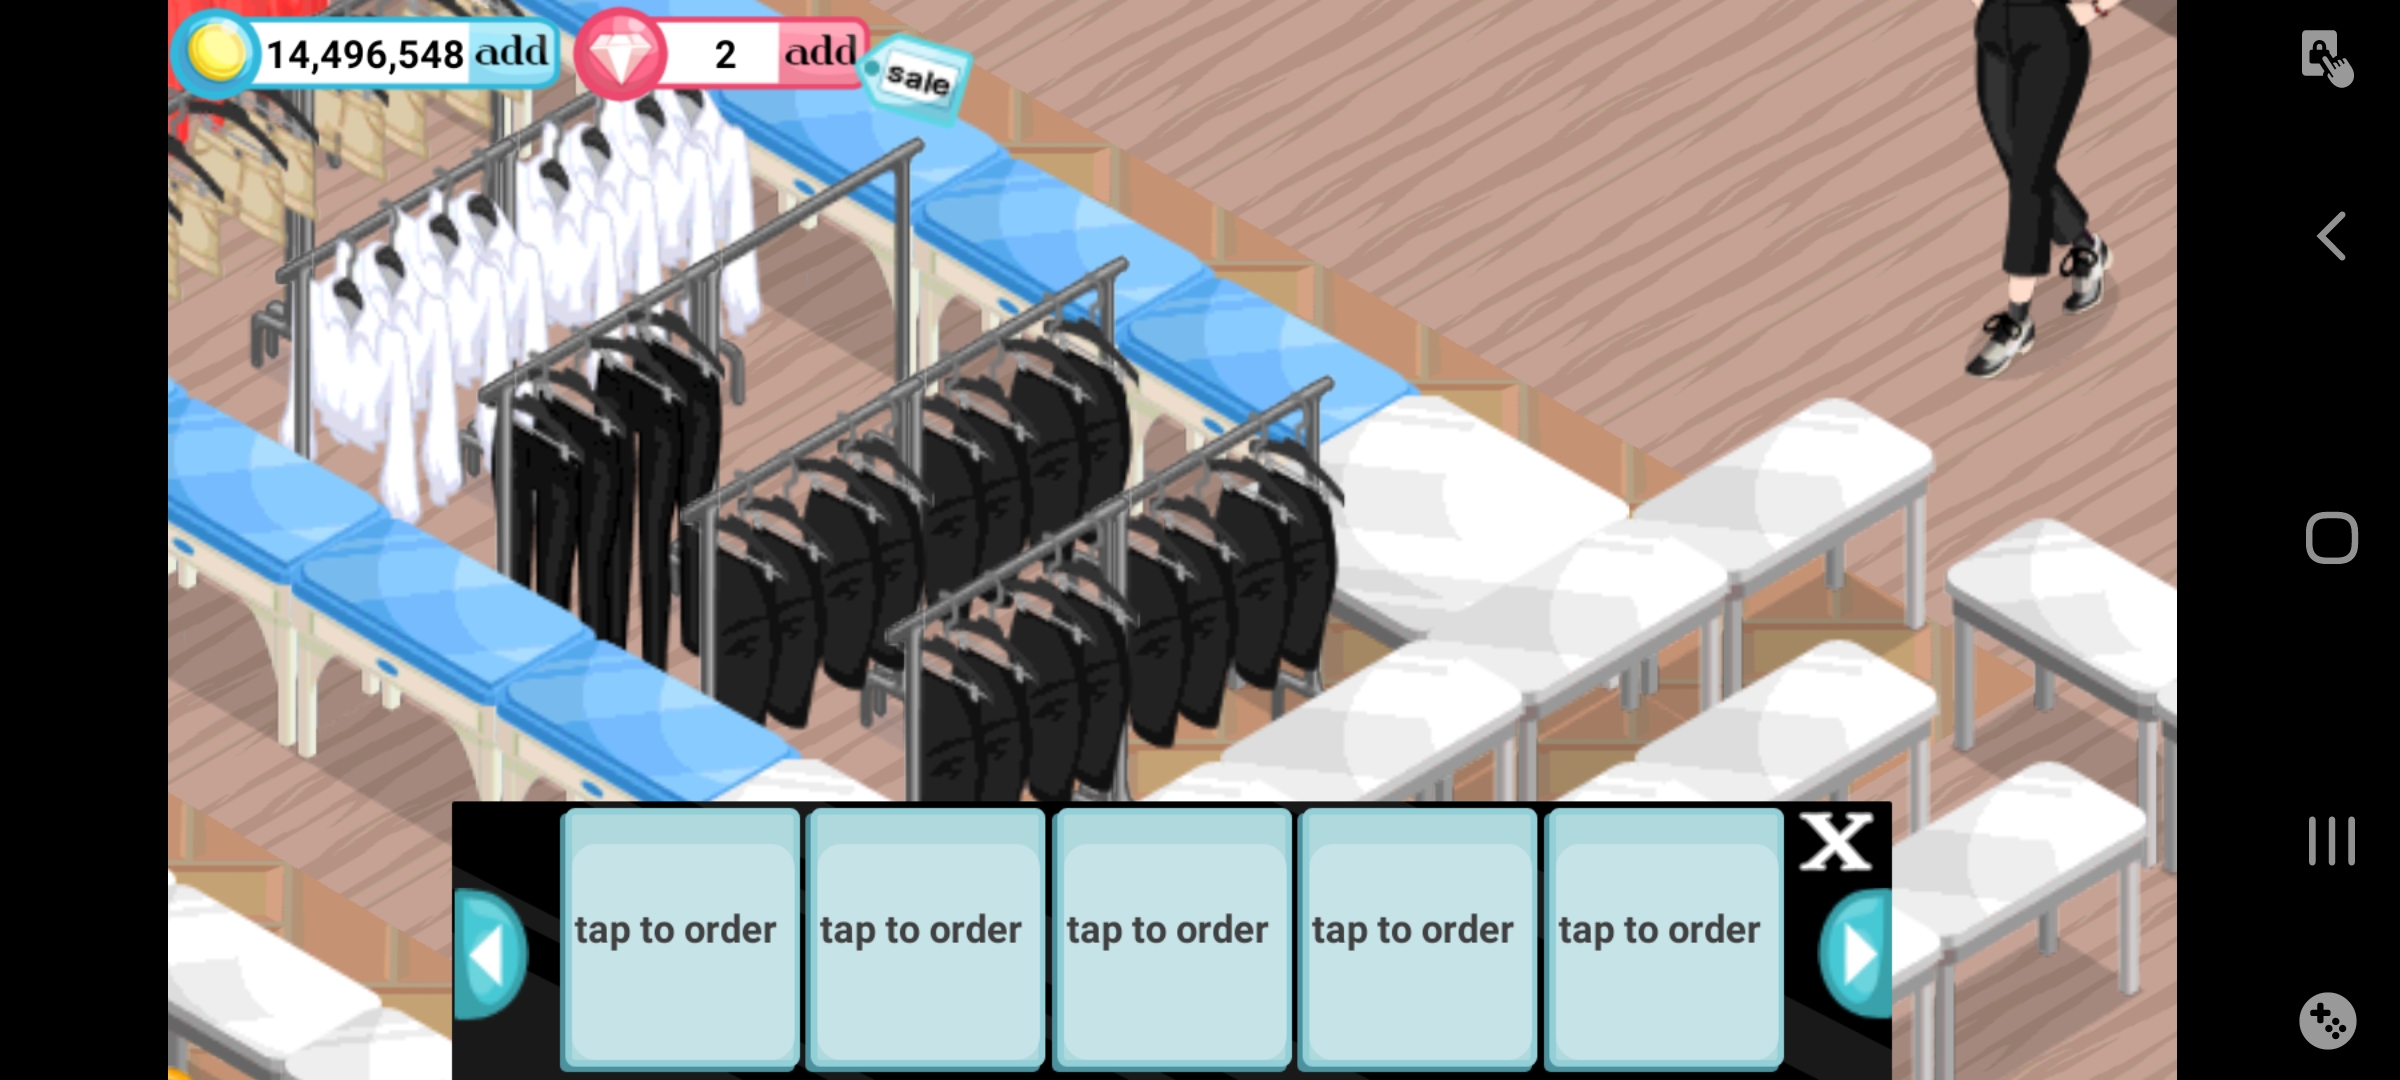 14,496,548 add 2 add
sale
X
tap to order tap to order tap to order tap to order tap to order